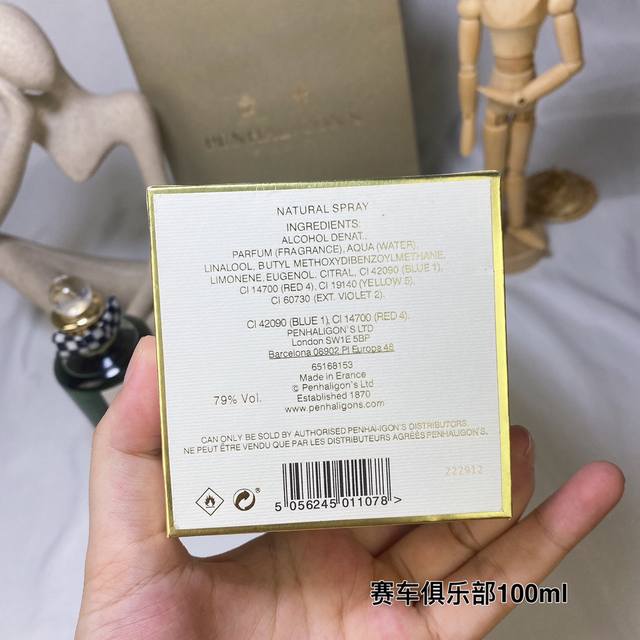 PENHALIGON'S
NATURAL SPRAY
INGREDIENTS:
ALCOHOL DENAT.,
PARFUM (FRAGRANCE), AQUA (WATER),
LINALOOL, BUTYL METHOXYDIBENZOYLMETHANE,
LIMONENE, EUGENOL, CITRAL, CI 42090 (BLUE 1),
CI 14700 (RED 4), CI 19140 (YELLOW 5),
CI 60730 (EXT. VIOLET 2).
CI 42090 (BLUE 1), CI 14700 (RED 4).
PENHALIGON'S LTD
London SW1E 5BP
Barcelona 08902 Pl Europa 46
65168153
Made in France
© Penhaligon's Ltd
79% Vol.
Established 1870
www.penhaligons.com
CAN ONLY BE SOLD BY AUTHORISED PENHALIGON'S DISTRIBUTORS.
NE PEUT ÊTRE VENDU QUE PAR LES DISTRIBUTEURS AGRÉÉS PENHALIGON'S.
222912
5 056245 011078 >
赛车俱乐部100ml